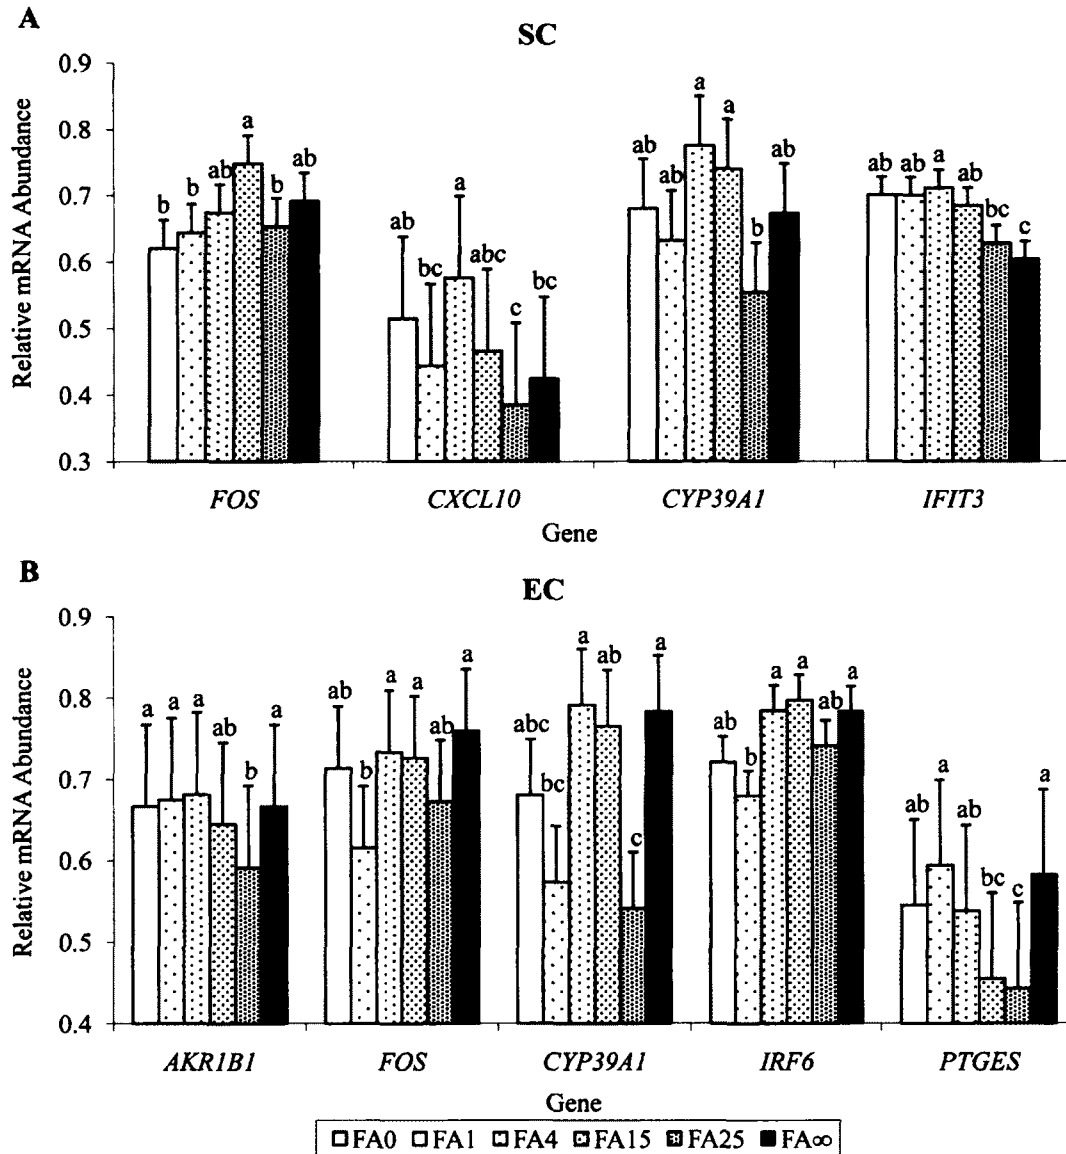 A
SC
Relative mRNA Abundance
0.9
0.8
0.7
0.6
0.5
0.4
0.3
b b ab a b ab
ab bc a abc c bc
ab ab a a b ab
ab ab a ab bc c
FOS CXCL10 CYP39A1 IFIT3
Gene
B
EC
Relative mRNA Abundance
0.9
0.8
0.7
0.6
0.5
0.4
a a a ab b a
ab b a a ab a
abc bc a ab c a
ab b a a ab a
ab a ab bc c a
AKR1B1 FOS CYP39A1 IRF6 PTGES
Gene
FA0 FA1 FA4 FA15 FA25 FA∞